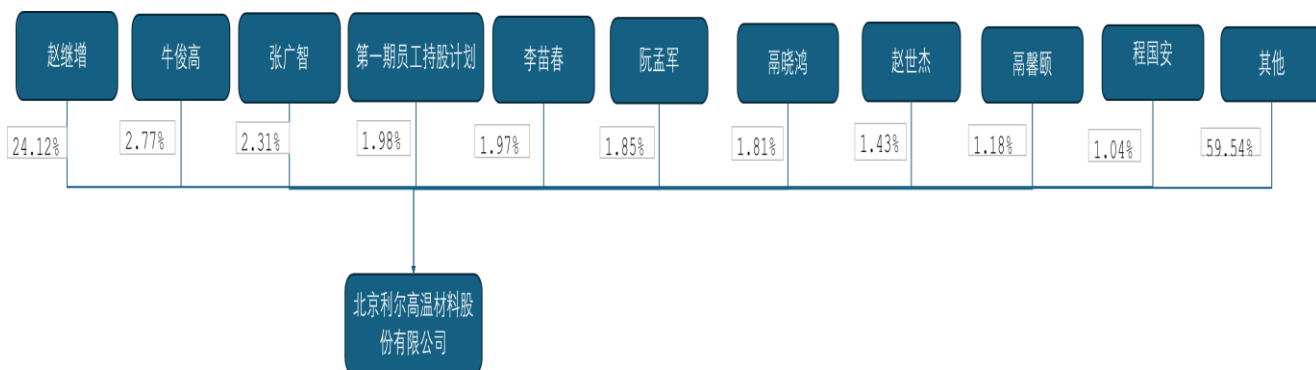 赵继增
牛俊高
张广智
第一期员工持股计划
李苗春
阮孟军
鬲晓鸿
赵世杰
鬲馨颐
程国安
其他
24.12%
2.77%
2.31%
1.98%
1.97%
1.85%
1.81%
1.43%
1.18%
1.04%
59.54%
北京利尔高温材料股
份有限公司